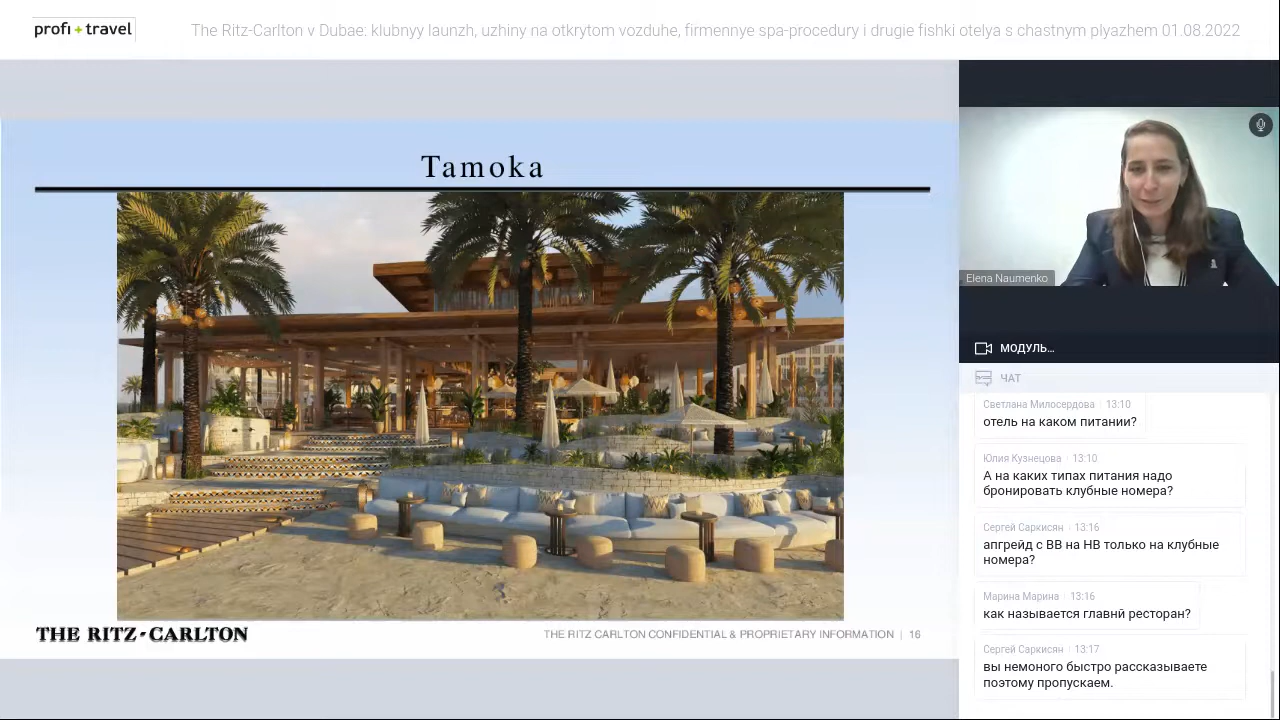 profi+travel
The Ritz-Carlton v Dubae: klubnyy launzh, uzhiny na otkrytom vozduhe, firmennye spa-procedury i drugie fishki otelya s chastnym plyazhem 01.08.2022
Tamoka
THE RITZ-CARLTON
THE RITZ CARLTON CONFIDENTIAL & PROPRIETARY INFORMATION | 16
Elena Naumenko
МОДУЛЬ...
ЧАТ
Светлана Милосердова 13:10
отель на каком питании?
Юлия Кузнецова 13:10
А на каких типах питания надо
бронировать клубные номера?
Сергей Саркисян 13:16
апгрейд с ВВ на НВ только на клубные
номера?
Марина Марина 13:16
как называется главнй ресторан?
Сергей Саркисян 13:17
вы немоного быстро рассказываете
поэтому пропускаем.